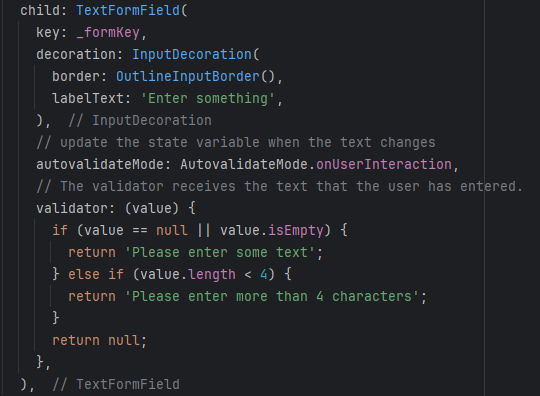 child: TextFormField(
key: _formKey,
decoration: InputDecoration(
border: OutlineInputBorder(),
labelText: 'Enter something',
),  // InputDecoration
// update the state variable when the text changes
autovalidateMode: AutovalidateMode.onUserInteraction,
// The validator receives the text that the user has entered.
validator: (value) {
if (value == null || value.isEmpty) {
return 'Please enter some text';
} else if (value.length < 4) {
return 'Please enter more than 4 characters';
}
return null;
},
),  // TextFormField